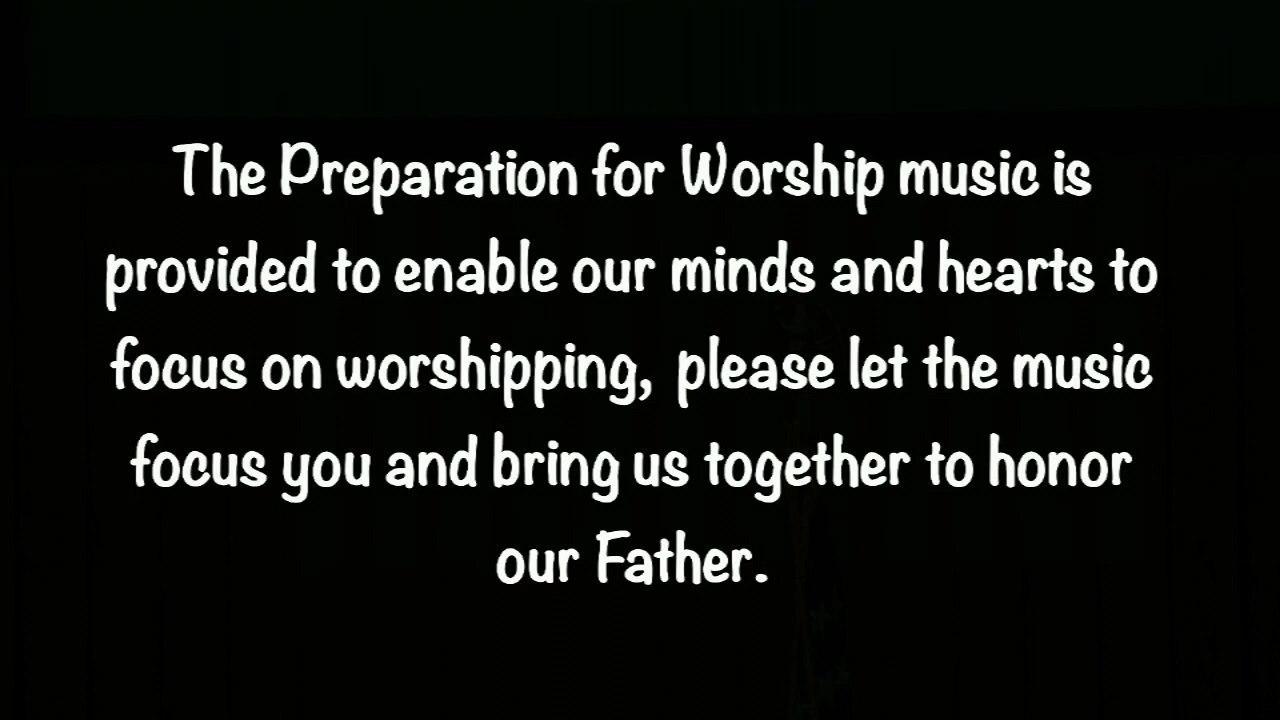 The Preparation for Worship music is
provided to enable our minds and hearts to
focus on worshipping,  please let the music
focus you and bring us together to honor
our Father.